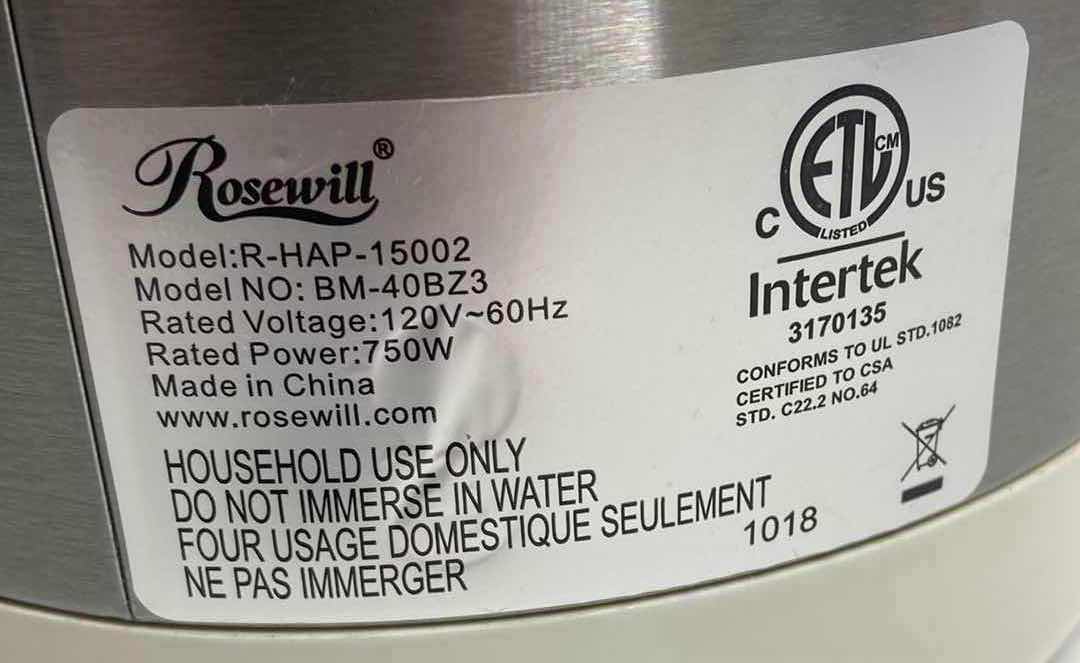 Rosewill®
Model:R-HAP-15002
Model NO: BM-40BZ3
Rated Voltage:120V~60Hz
Rated Power:750W
Made in China
www.rosewill.com
HOUSEHOLD USE ONLY
DO NOT IMMERSE IN WATER
FOUR USAGE DOMESTIQUE SEULEMENT
NE PAS IMMERGER
1018
ETL CM
LISTED
C US
Intertek
3170135
CONFORMS TO UL STD.1082
CERTIFIED TO CSA
STD. C22.2 NO.64